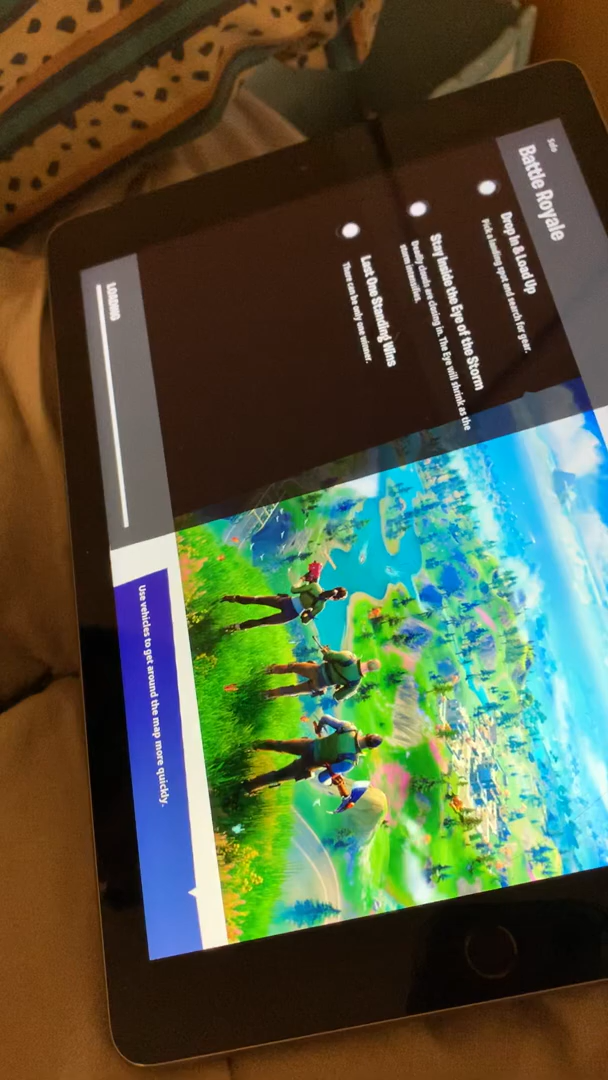 Solo
Battle Royale
Drop In & Load Up
Pick a landing spot and search for gear.
Stay Inside the Eye of the Storm
Deadly clouds are closing in. The Eye will shrink as the
storm intensifies.
Last One Standing Wins
There can be only one winner.
LOADING
Use vehicles to get around the map more quickly.